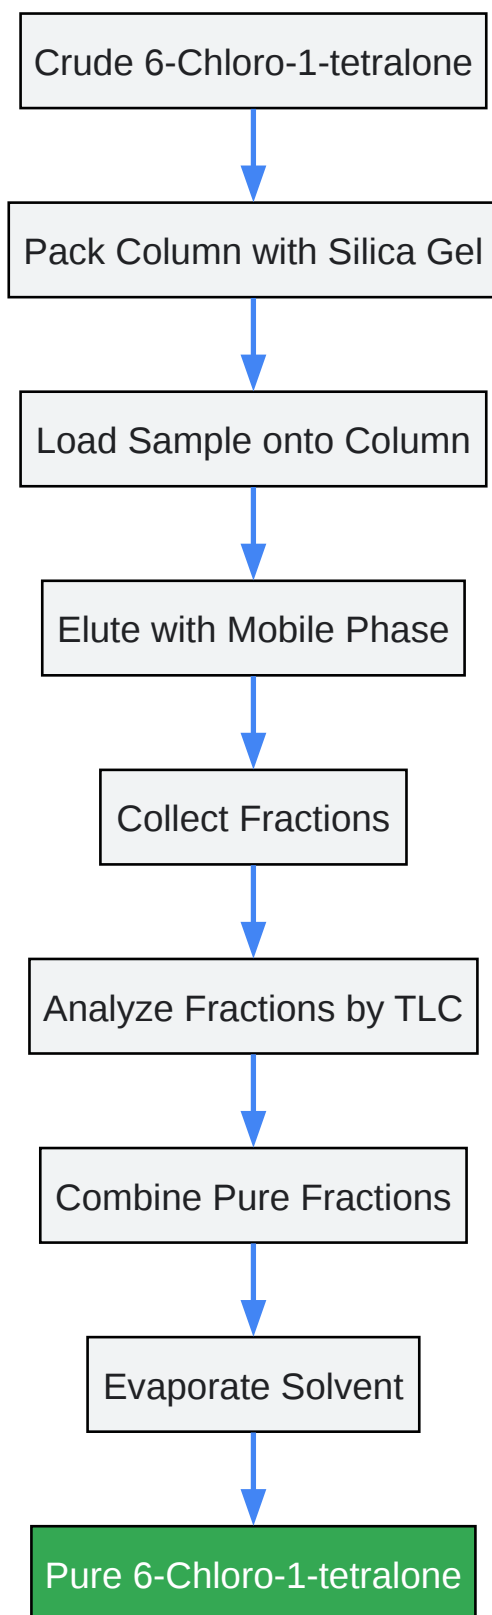 Crude 6-Chloro-1-tetralone
Pack Column with Silica Gel
Load Sample onto Column
Elute with Mobile Phase
Collect Fractions
Analyze Fractions by TLC
Combine Pure Fractions
Evaporate Solvent
Pure 6-Chloro-1-tetralone